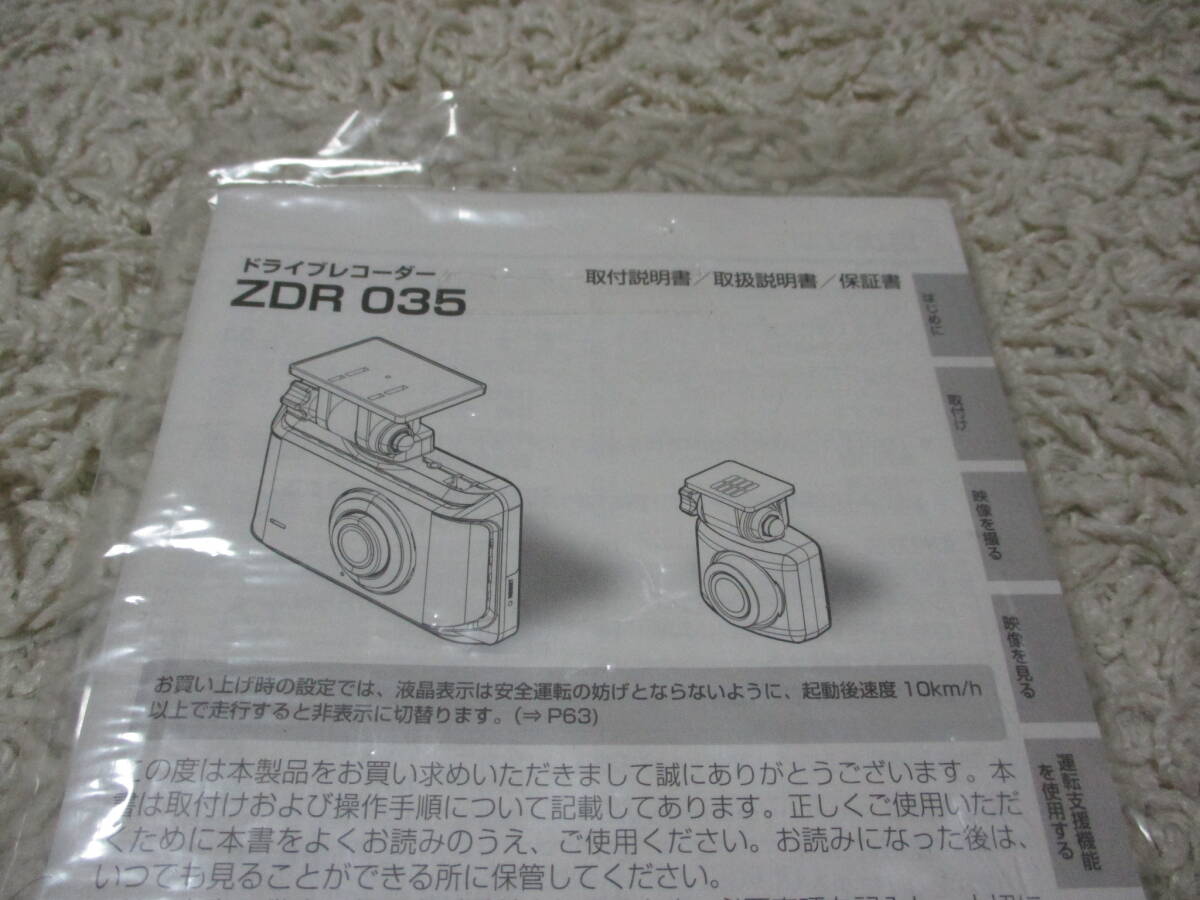 ドライブレコーダー
ZDR 035
取付説明書／取扱説明書／保証書
はじめに
取付け
映像を撮る
映像を見る
運転支援機能
を使用する
お買い上げ時の設定では、液晶表示は安全運転の妨げとならないように、起動後速度 10km/h
以上で走行すると非表示に切替ります。(⇒ P63)
この度は本製品をお買い求めいただきまして誠にありがとうございます。本
書は取付けおよび操作手順について記載してあります。正しくご使用いただ
くために本書をよくお読みのうえ、ご使用ください。お読みになった後は、
いつでも見ることができる所に保管してください。